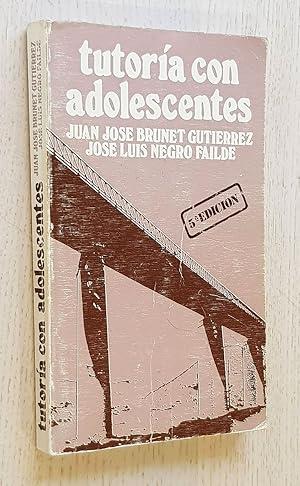 tutoría con
adolescentes
JUAN JOSE BRUNET GUTIERREZ
JOSE LUIS NEGRO FAILDE
5ª EDICION
tutoría con adolescentes
JUAN JOSE BRUNET GUTIERREZ
JOSE LUIS NEGRO FAILDE